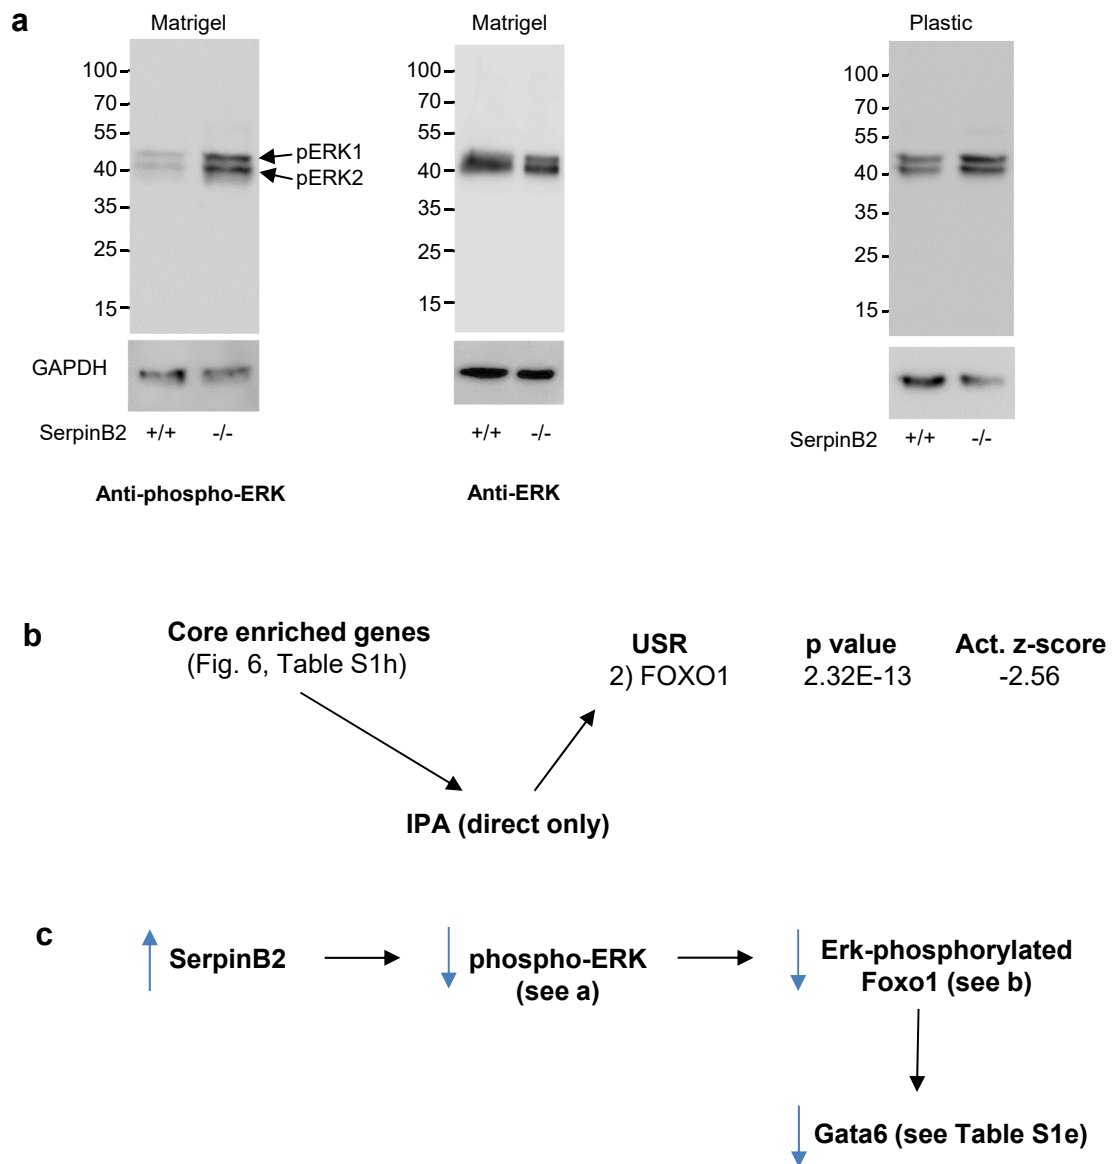 a
Matrigel
Matrigel
Plastic
100
70
55
40
35
25
15
pERK1
pERK2
100
70
55
40
35
25
15
100
70
55
40
35
25
15
GAPDH
SerpinB2 +/+ -/-
+/+ -/-
SerpinB2 +/+ -/-
Anti-phospho-ERK
Anti-ERK
b
Core enriched genes
(Fig. 6, Table S1h)
USR p value Act. z-score
2) FOXO1 2.32E-13 -2.56
IPA (direct only)
c
SerpinB2
phospho-ERK
(see a)
Erk-phosphorylated
Foxo1 (see b)
Gata6 (see Table S1e)